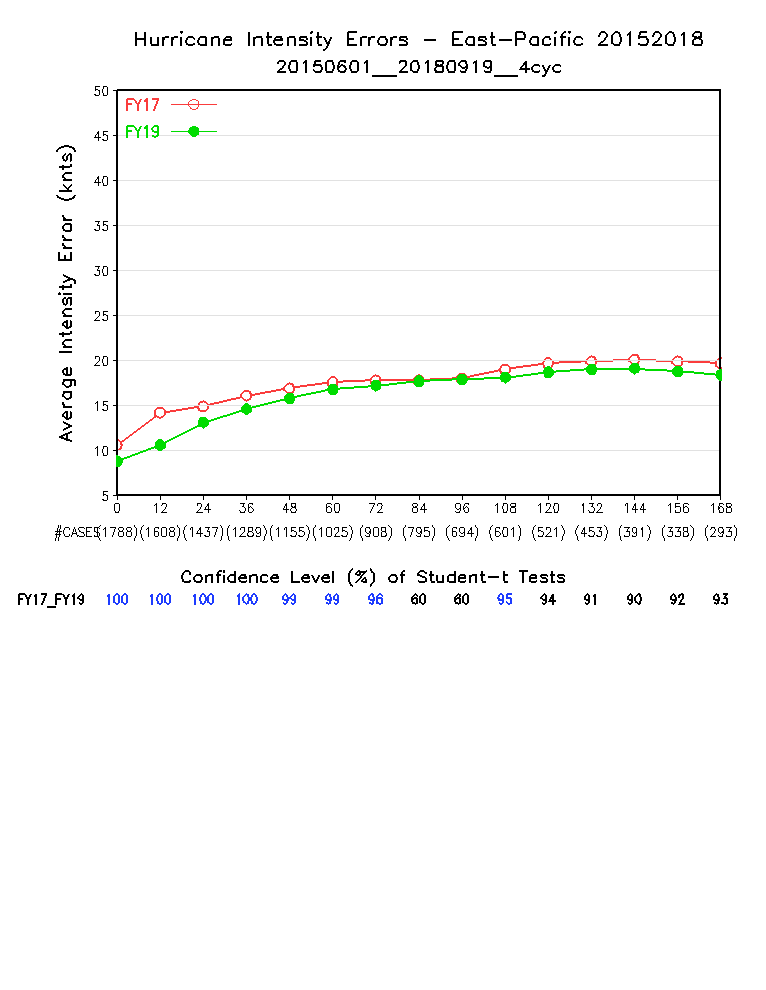 Hurricane Intensity Errors - East-Pacific 20152018
20150601__20180919__4cyc
Average Intensity Error (knts)
50
45
40
35
30
25
20
15
10
5
FY17
FY19
0 12 24 36 48 60 72 84 96 108 120 132 144 156 168
#CASES(1788)(1608)(1437)(1289)(1155)(1025) (908) (795) (694) (601) (521) (453) (391) (338) (293)
Confidence Level (%) of Student-t Tests
FY17_FY19 100 100 100 100 99 99 96 60 60 95 94 91 90 92 93